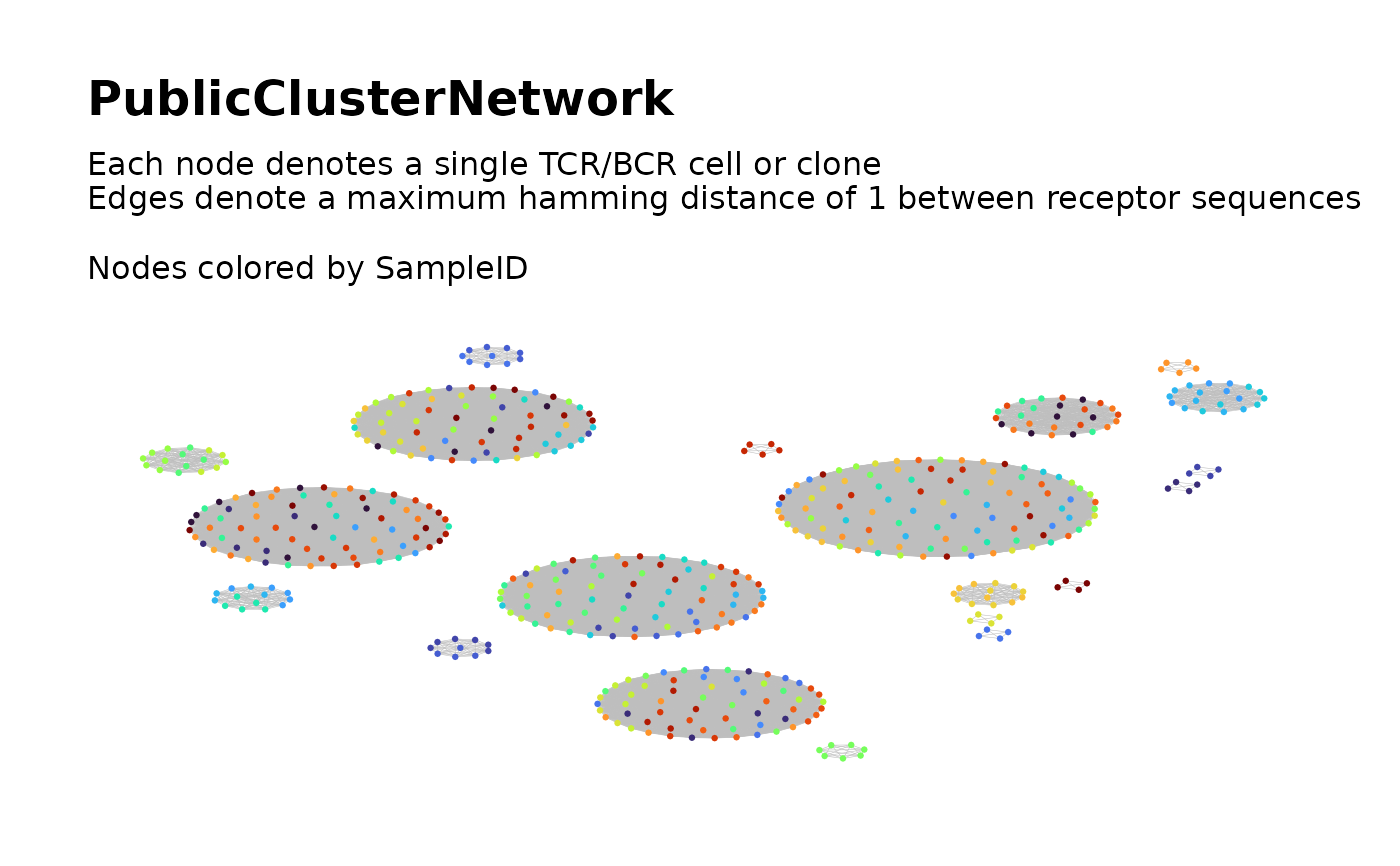 PublicClusterNetwork
Each node denotes a single TCR/BCR cell or clone
Edges denote a maximum hamming distance of 1 between receptor sequences
Nodes colored by SampleID